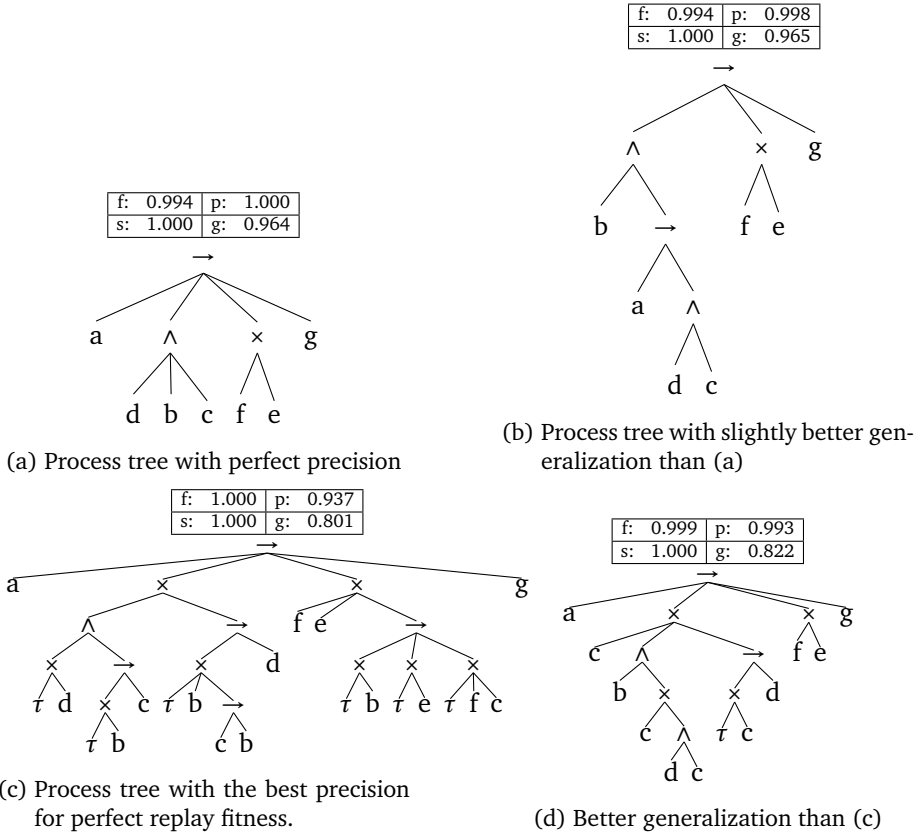 f: 0.994 p: 0.998
s: 1.000 g: 0.965
→
∧ × g
b → f e
a ∧
d c
(b) Process tree with slightly better gen-
eralization than (a)
f: 0.994 p: 1.000
s: 1.000 g: 0.964
→
a ∧ × g
d b c f e
(a) Process tree with perfect precision
f: 1.000 p: 0.937
s: 1.000 g: 0.801
→
a × × g
∧ → f e →
× → × d × × ×
τ d × c τ b → τ b τ e τ f c
τ b c b
(c) Process tree with the best precision
for perfect replay fitness.
f: 0.999 p: 0.993
s: 1.000 g: 0.822
→
a × × g
c ∧ → f e
b × × d
c ∧ τ c
d c
(d) Better generalization than (c)